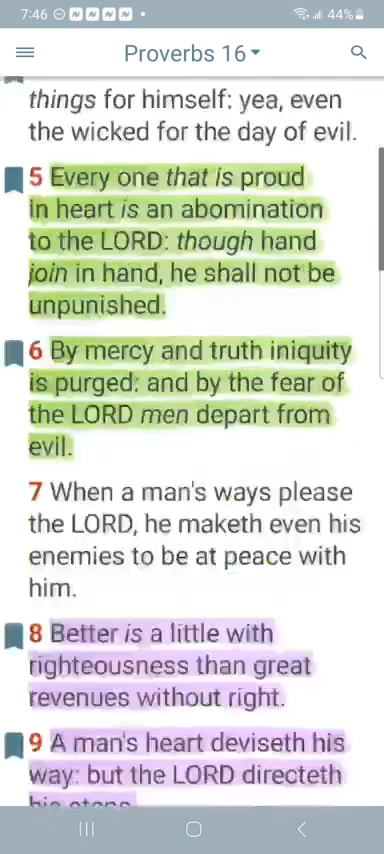 7:46 44%
Proverbs 16
things for himself: yea, even
the wicked for the day of evil.
5 Every one that is proud
in heart is an abomination
to the LORD: though hand
join in hand, he shall not be
unpunished.
6 By mercy and truth iniquity
is purged: and by the fear of
the LORD men depart from
evil.
7 When a man's ways please
the LORD, he maketh even his
enemies to be at peace with
him.
8 Better is a little with
righteousness than great
revenues without right.
9 A man's heart deviseth his
way: but the LORD directeth
his steps.